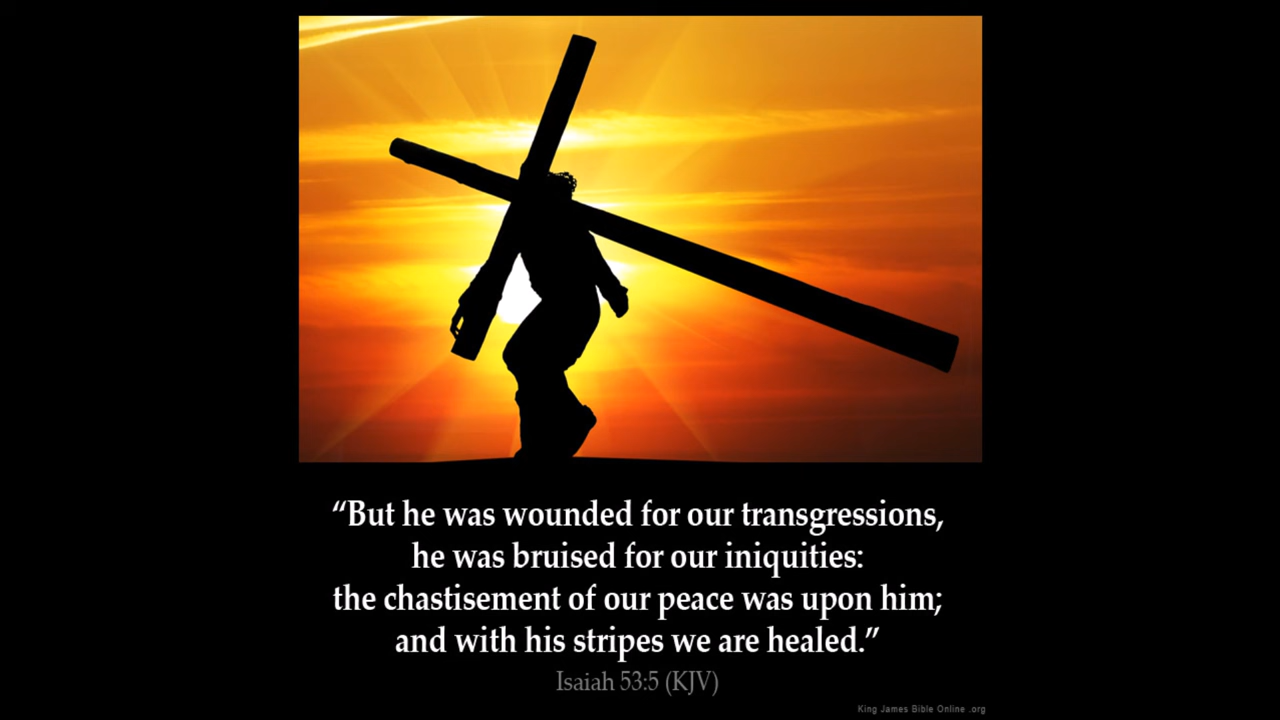 “But he was wounded for our transgressions,
he was bruised for our iniquities:
the chastisement of our peace was upon him;
and with his stripes we are healed.”
Isaiah 53:5 (KJV)
King James Bible Online .org